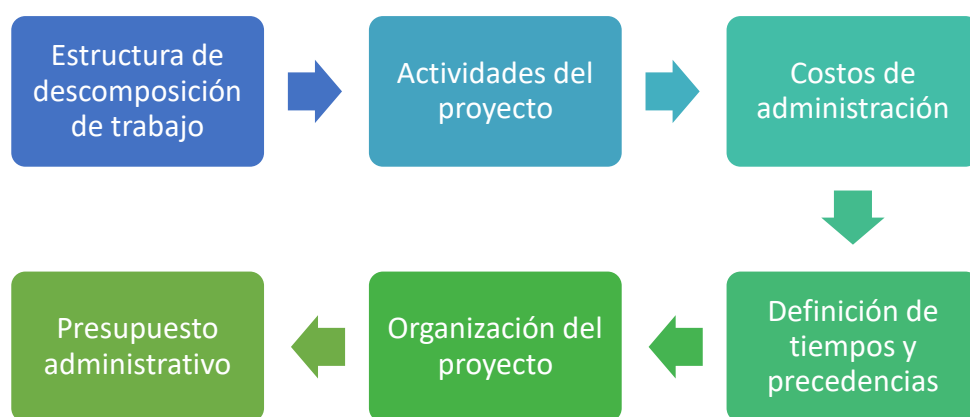 Estructura de
descomposición
de trabajo
Actividades del
proyecto
Costos de
administración
Definición de
tiempos y
precedencias
Organización del
proyecto
Presupuesto
administrativo